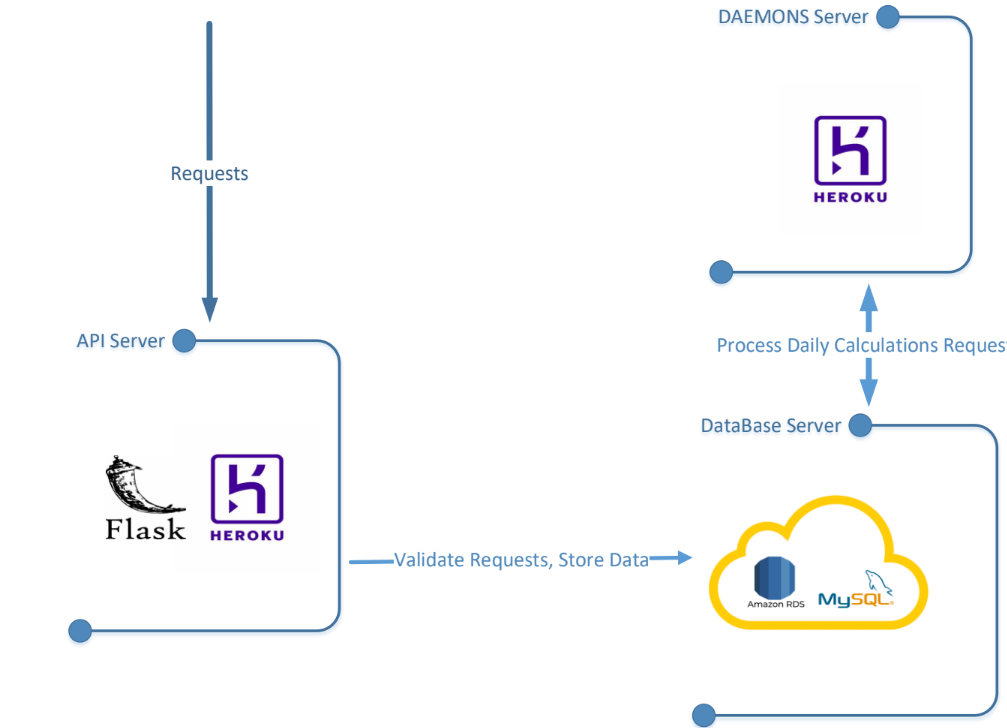 DAEMONS Server
HEROKU
Requests
API Server
Process Daily Calculations Reques
DataBase Server
Flask
HEROKU
Validate Requests, Store Data
Amazon RDS
MySQL